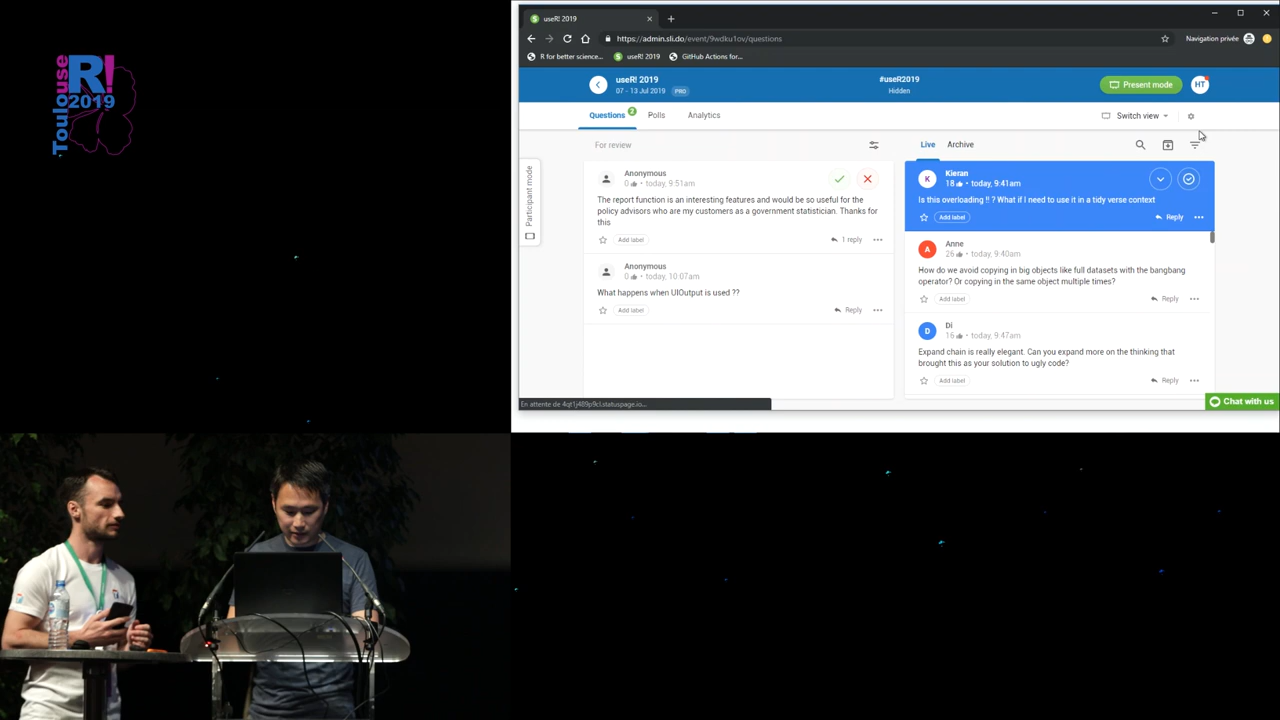 Toulouse
R!
2019
useR! 2019
https://admin.sli.do/event/9wdku1ov/questions
Navigation privée
R for better science...
useR! 2019
GitHub Actions for...
useR! 2019
07 - 13 Jul 2019 PRO
#useR2019
Hidden
Present mode
HT
Questions 2
Polls
Analytics
Switch view
Participant mode
For review
Anonymous
0 • today, 9:51am
The report function is an interesting features and would be so useful for the
policy advisors who are my customers as a government statistician. Thanks for
this
Add label
1 reply
Anonymous
0 • today, 10:07am
What happens when UIOutput is used ??
Add label
Reply
Live
Archive
K
Kieran
18 • today, 9:41am
Is this overloading !! ? What if I need to use it in a tidy verse context
Add label
Reply
A
Anne
26 • today, 9:40am
How do we avoid copying in big objects like full datasets with the bangbang
operator? Or copying in the same object multiple times?
Add label
Reply
D
Di
16 • today, 9:47am
Expand chain is really elegant. Can you expand more on the thinking that
brought this as your solution to ugly code?
Add label
Reply
En attente de 4qt1j489p9cl.statuspage.io...
Chat with us